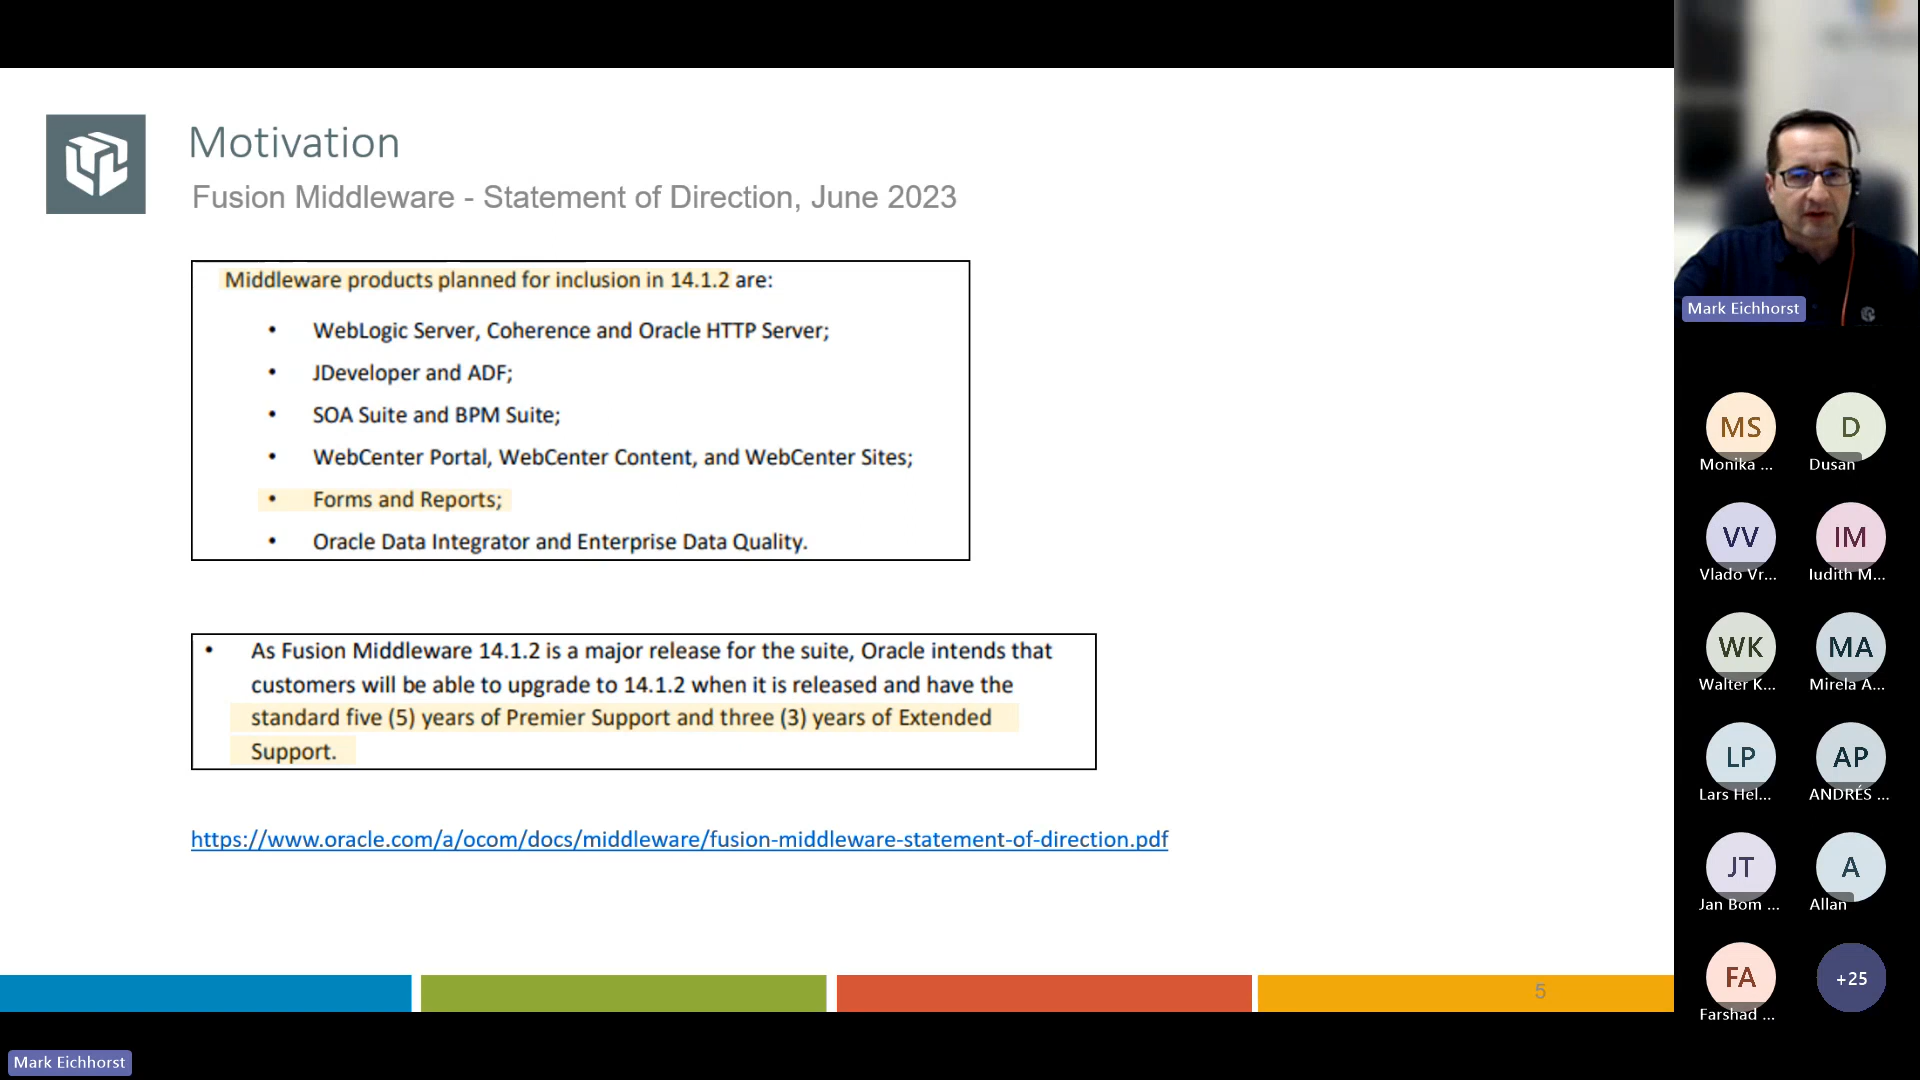 Motivation
Fusion Middleware - Statement of Direction, June 2023
Middleware products planned for inclusion in 14.1.2 are:
• WebLogic Server, Coherence and Oracle HTTP Server;
• JDeveloper and ADF;
• SOA Suite and BPM Suite;
• WebCenter Portal, WebCenter Content, and WebCenter Sites;
• Forms and Reports;
• Oracle Data Integrator and Enterprise Data Quality.
• As Fusion Middleware 14.1.2 is a major release for the suite, Oracle intends that
customers will be able to upgrade to 14.1.2 when it is released and have the
standard five (5) years of Premier Support and three (3) years of Extended
Support.
https://www.oracle.com/a/ocom/docs/middleware/fusion-middleware-statement-of-direction.pdf
5
Mark Eichhorst
Mark Eichhorst
MS
Monika ...
D
Dusan
VV
Vlado Vr...
IM
Iudith M...
WK
Walter K...
MA
Mirela A...
LP
Lars Hel...
AP
ANDRÉS ...
JT
Jan Bom ...
A
Allan
FA
Farshad ...
+25